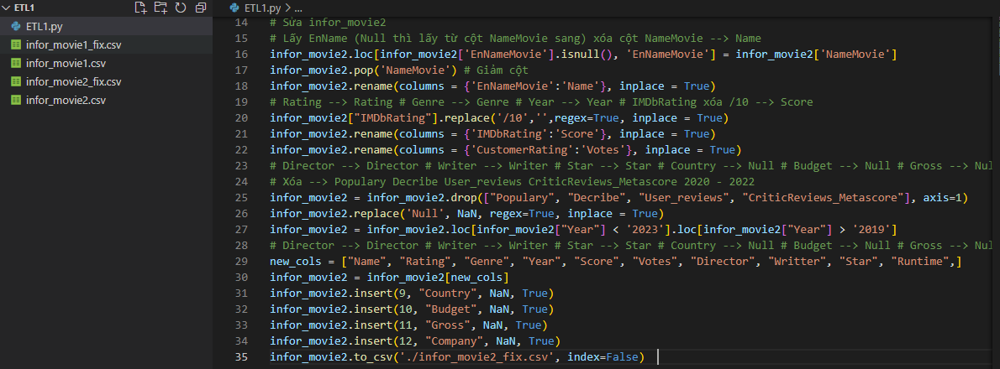 ETL1
ETL1.py
infor_movie1_fix.csv
infor_movie1.csv
infor_movie2_fix.csv
infor_movie2.csv
ETL1.py > ...
14 # Sửa infor_movie2
15 # Lấy EnName (Null thì lấy từ cột NameMovie sang) xóa cột NameMovie --> Name
16 infor_movie2.loc[infor_movie2['EnNameMovie'].isnull(), 'EnNameMovie'] = infor_movie2['NameMovie']
17 infor_movie2.pop('NameMovie') # Giảm cột
18 infor_movie2.rename(columns = {'EnNameMovie':'Name'}, inplace = True)
19 # Rating --> Rating # Genre --> Genre # Year --> Year # IMDbRating xóa /10 --> Score
20 infor_movie2["IMDbRating"].replace('/10','',regex=True, inplace = True)
21 infor_movie2.rename(columns = {'IMDbRating':'Score'}, inplace = True)
22 infor_movie2.rename(columns = {'CustomerRating':'Votes'}, inplace = True)
23 # Director --> Director # Writer --> Writer # Star --> Star # Country --> Null # Budget --> Null # Gross --> Nul
24 # Xóa --> Populary Decribe User_reviews CriticReviews_Metascore 2020 - 2022
25 infor_movie2 = infor_movie2.drop(["Populary", "Decribe", "User_reviews", "CriticReviews_Metascore"], axis=1)
26 infor_movie2.replace('Null', NaN, regex=True, inplace = True)
27 infor_movie2 = infor_movie2.loc[infor_movie2["Year"] < '2023'].loc[infor_movie2["Year"] > '2019']
28 # Director --> Director # Writer --> Writer # Star --> Star # Country --> Null # Budget --> Null # Gross --> Nul
29 new_cols = ["Name", "Rating", "Genre", "Year", "Score", "Votes", "Director", "Writter", "Star", "Runtime",]
30 infor_movie2 = infor_movie2[new_cols]
31 infor_movie2.insert(9, "Country", NaN, True)
32 infor_movie2.insert(10, "Budget", NaN, True)
33 infor_movie2.insert(11, "Gross", NaN, True)
34 infor_movie2.insert(12, "Company", NaN, True)
35 infor_movie2.to_csv('./infor_movie2_fix.csv', index=False)